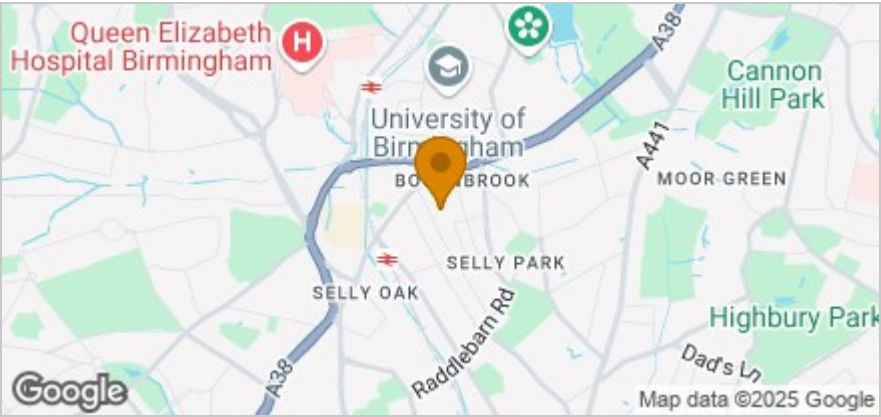 Queen Elizabeth
Hospital Birmingham
H
A38
Cannon
Hill Park
University of
A441
MOOR GREEN
SELLY PARK
SELLY OAK
Raddlebarn Rd
Highbury Park
Dad's Ln
A38
Google
Map data ©2025 Google